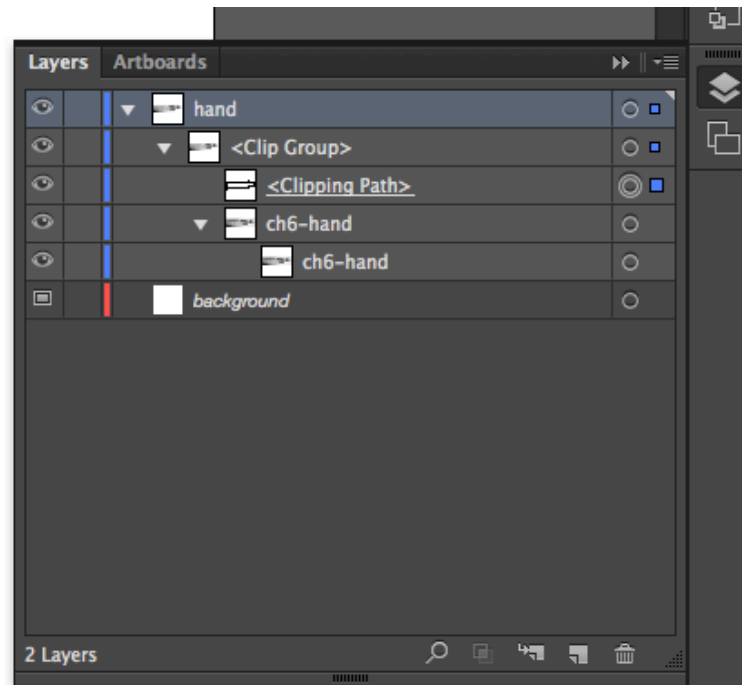 Layers Artboards
hand
<Clip Group>
<Clipping Path>
ch6-hand
ch6-hand
background
2 Layers